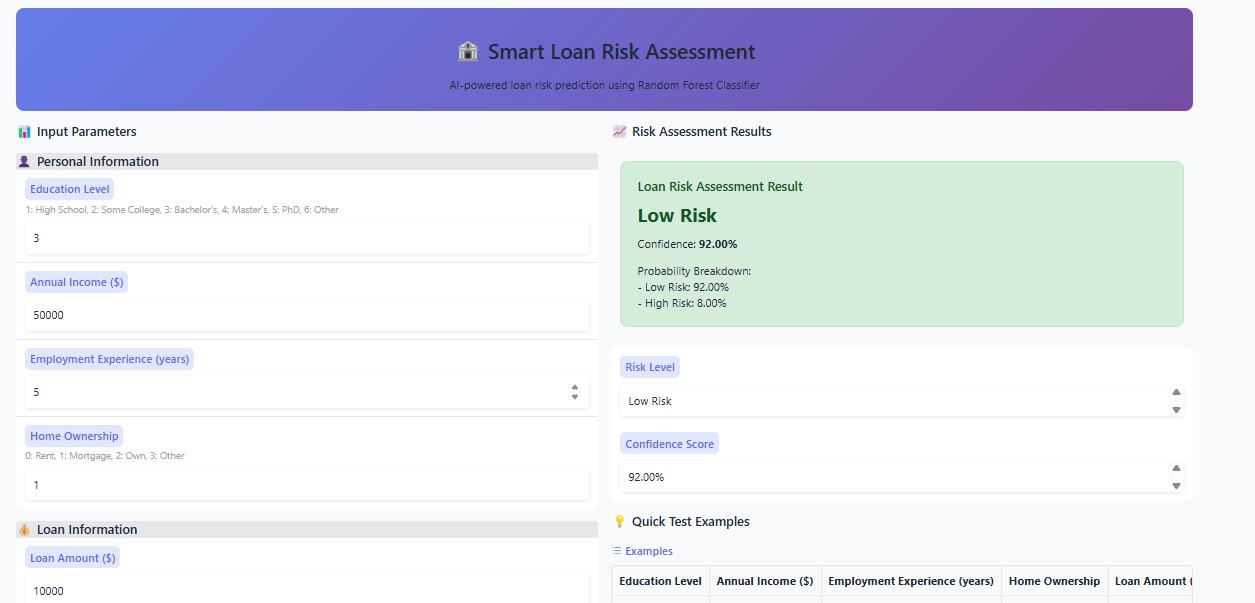 Smart Loan Risk Assessment
AI-powered loan risk prediction using Random Forest Classifier
Input Parameters
Personal Information
Education Level
1: High School, 2: Some College, 3: Bachelor's, 4: Master's, 5: PhD, 6: Other
3
Annual Income ($)
50000
Employment Experience (years)
5
Home Ownership
0: Rent, 1: Mortgage, 2: Own, 3: Other
1
Loan Information
Loan Amount ($)
10000
Risk Assessment Results
Loan Risk Assessment Result
Low Risk
Confidence: 92.00%
Probability Breakdown:
- Low Risk: 92.00%
- High Risk: 8.00%
Risk Level
Low Risk
Confidence Score
92.00%
Quick Test Examples
Examples
Education Level Annual Income ($) Employment Experience (years) Home Ownership Loan Amount (